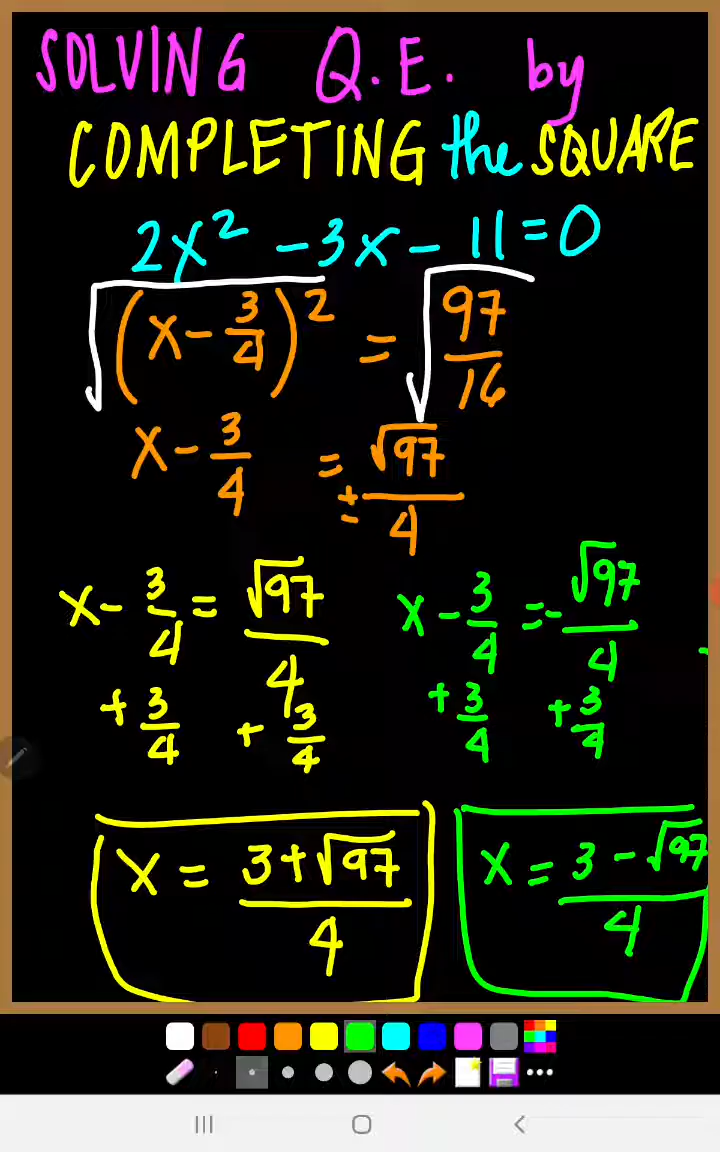 SOLVING Q.E. by
COMPLETING the SQUARE
2x² - 3x - 11 = 0
√(x - 3/4)² = √97/16
x - 3/4 = ± √97/4
x - 3/4 = √97/4    x - 3/4 = - √97/4
+ 3/4 + 3/4    + 3/4 + 3/4
x = 3 + √97/4    x = 3 - √97/4